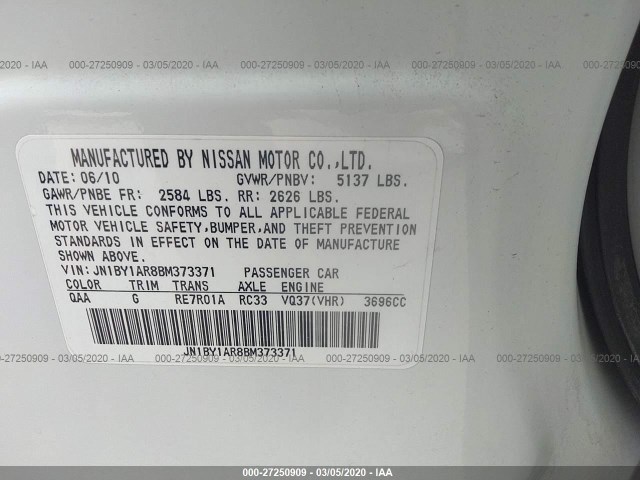 000-27250909 - 03/05/2020 - IAA
MANUFACTURED BY NISSAN MOTOR CO.,LTD.
DATE: 06/10 GVWR/PNBV: 5137 LBS.
GAWR/PNBE FR: 2584 LBS. RR: 2626 LBS.
THIS VEHICLE CONFORMS TO ALL APPLICABLE FEDERAL
MOTOR VEHICLE SAFETY,BUMPER,AND THEFT PREVENTION
STANDARDS IN EFFECT ON THE DATE OF MANUFACTURE
SHOWN ABOVE.
VIN:JN1BY1AR8BM373371 PASSENGER CAR
COLOR TRIM TRANS AXLE ENGINE
QAA G RE7R01A RC33 VQ37(VHR) 3696CC
JN1BY1AR8BM373371
000-27250909 - 03/05/2020 - IAA
000-27250909 - 03/05/2020 - IAA